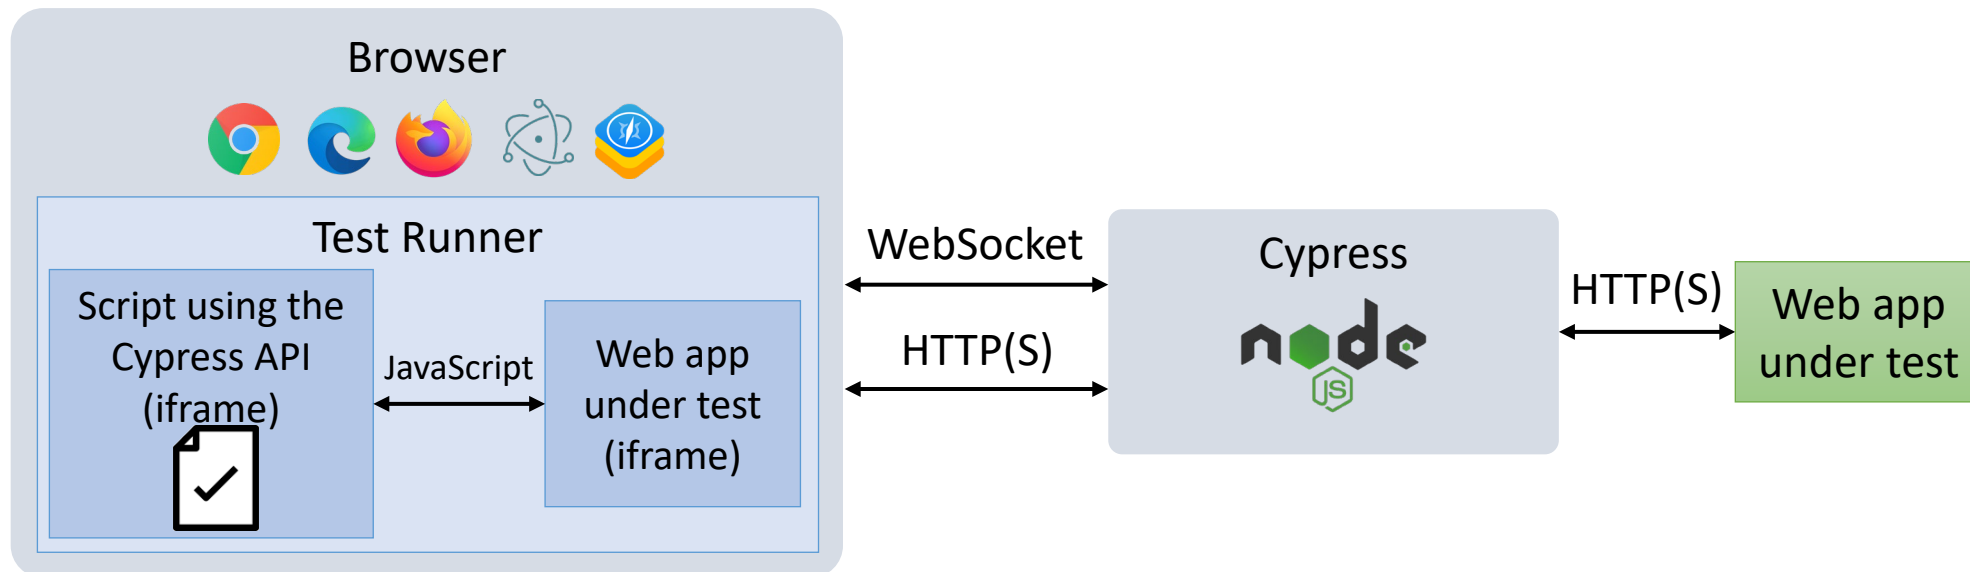 Browser
Test Runner
Script using the
Cypress API
(iframe)
JavaScript
Web app
under test
(iframe)
WebSocket
HTTP(S)
Cypress
node
JS
HTTP(S)
Web app
under test